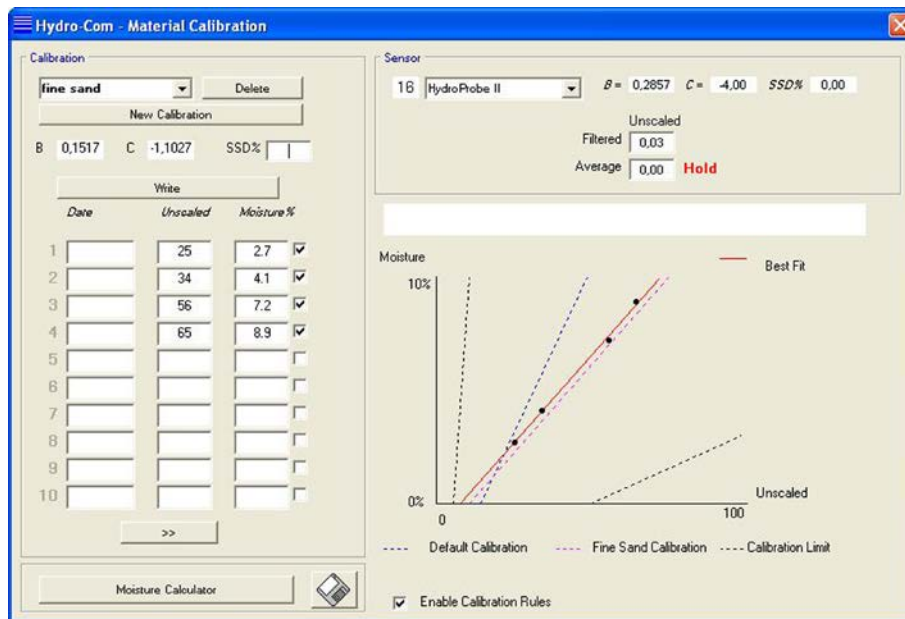 Hydro-Com - Material Calibration
Calibration
fine sand
Delete
New Calibration
B 0,1517 C -1,1027 SSD%
Write
Date Unscaled Moisture %
1 25 2.7
2 34 4.1
3 56 7.2
4 65 8.9
5
6
7
8
9
10
>>
Moisture Calculator
Sensor
16 HydroProbe II B = 0,2857 C = -4,00 SSD% 0,00
Unscaled
Filtered 0,03
Average 0,00 Hold
Moisture
10%
Best Fit
0%
0
100
Unscaled
Default Calibration Fine Sand Calibration Calibration Limit
Enable Calibration Rules